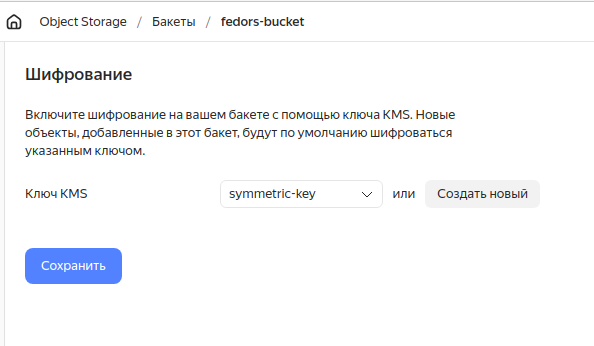 Object Storage / Бакеты / fedors-bucket
Шифрование
Включите шифрование на вашем бакете с помощью ключа KMS. Новые
объекты, добавленные в этот бакет, будут по умолчанию шифроваться
указанным ключом.
Ключ KMS symmetric-key или Создать новый
Сохранить